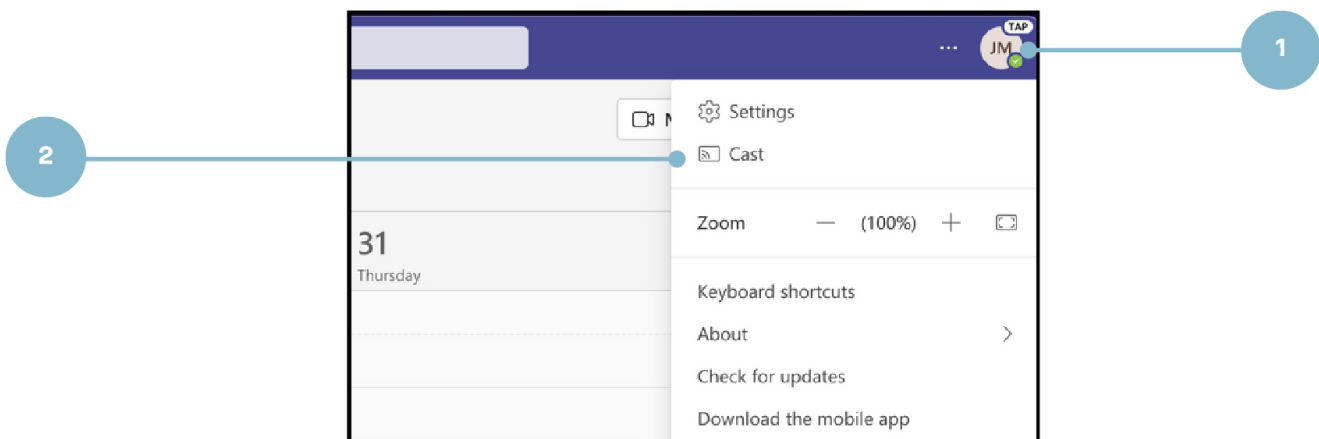 TAP
JM
1
N
Settings
2
Cast
Zoom — (100%) +
31
Thursday
Keyboard shortcuts
About
Check for updates
Download the mobile app